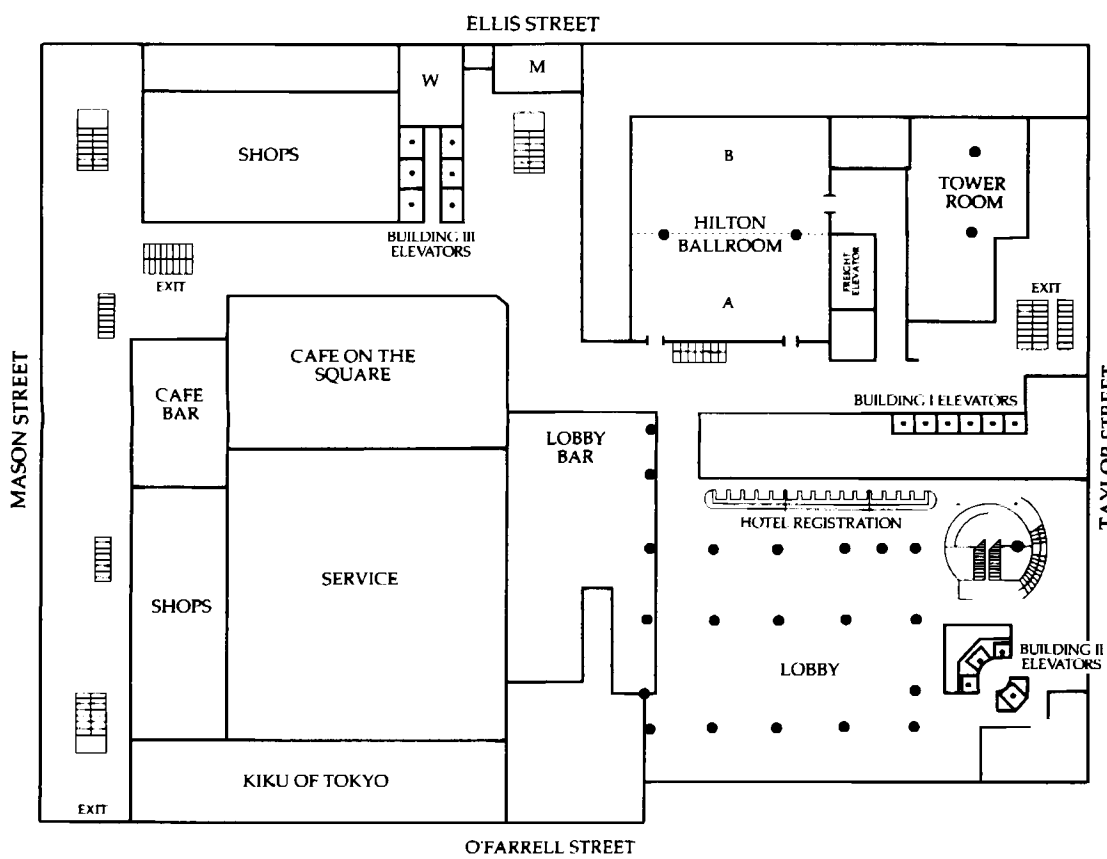 ELLIS STREET
W
M
SHOPS
B
TOWER
ROOM
HILTON
BALLROOM
BUILDING III
ELEVATORS
FREIGHT
ELEVATOR
EXIT
EXIT
A
CAFE ON THE
SQUARE
MASON STREET
CAFE
BAR
BUILDING I ELEVATORS
TAYLOR STREET
LOBBY
BAR
HOTEL REGISTRATION
SERVICE
SHOPS
BUILDING II
ELEVATORS
LOBBY
KIKU OF TOKYO
EXIT
O'FARRELL STREET